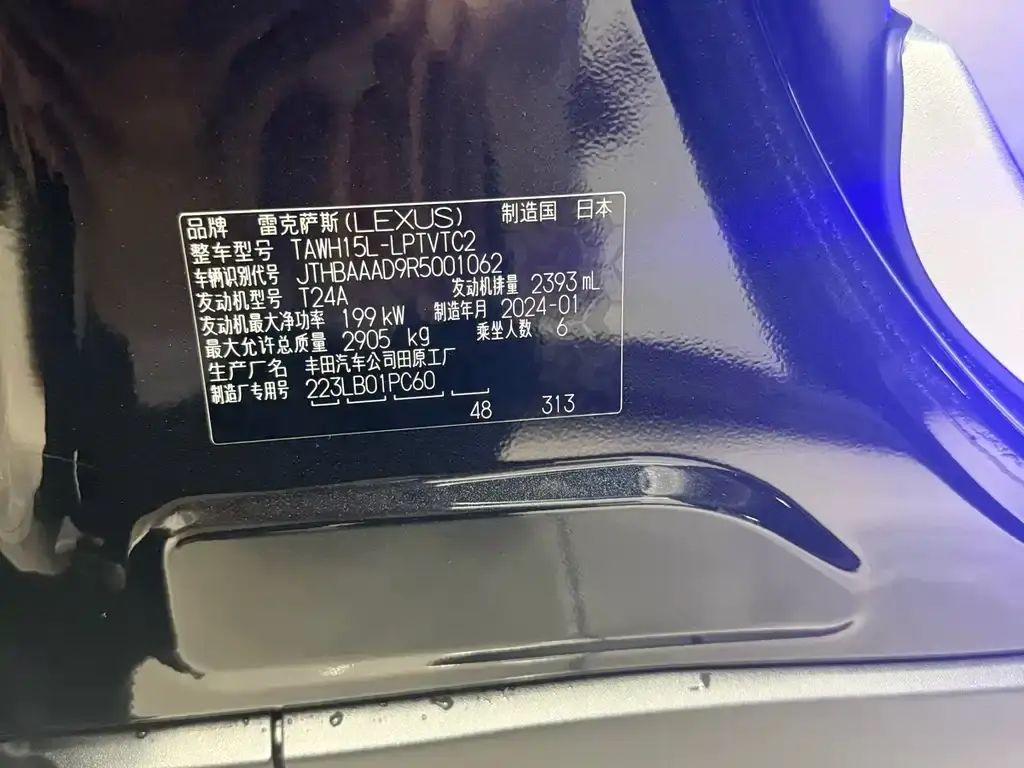 品牌 雷克萨斯(LEXUS) 制造国 日本
整车型号 TAWH15L-LPTVTC2
车辆识别代号 JTHBAAAD9R5001062
发动机型号 T24A 发动机排量 2393 mL
发动机最大净功率 199 kW 制造年月 2024-01
最大允许总质量 2905 kg 乘坐人数 6
生产厂名 丰田汽车公司田原工厂
制造厂专用号 223LB01PC60
48 313